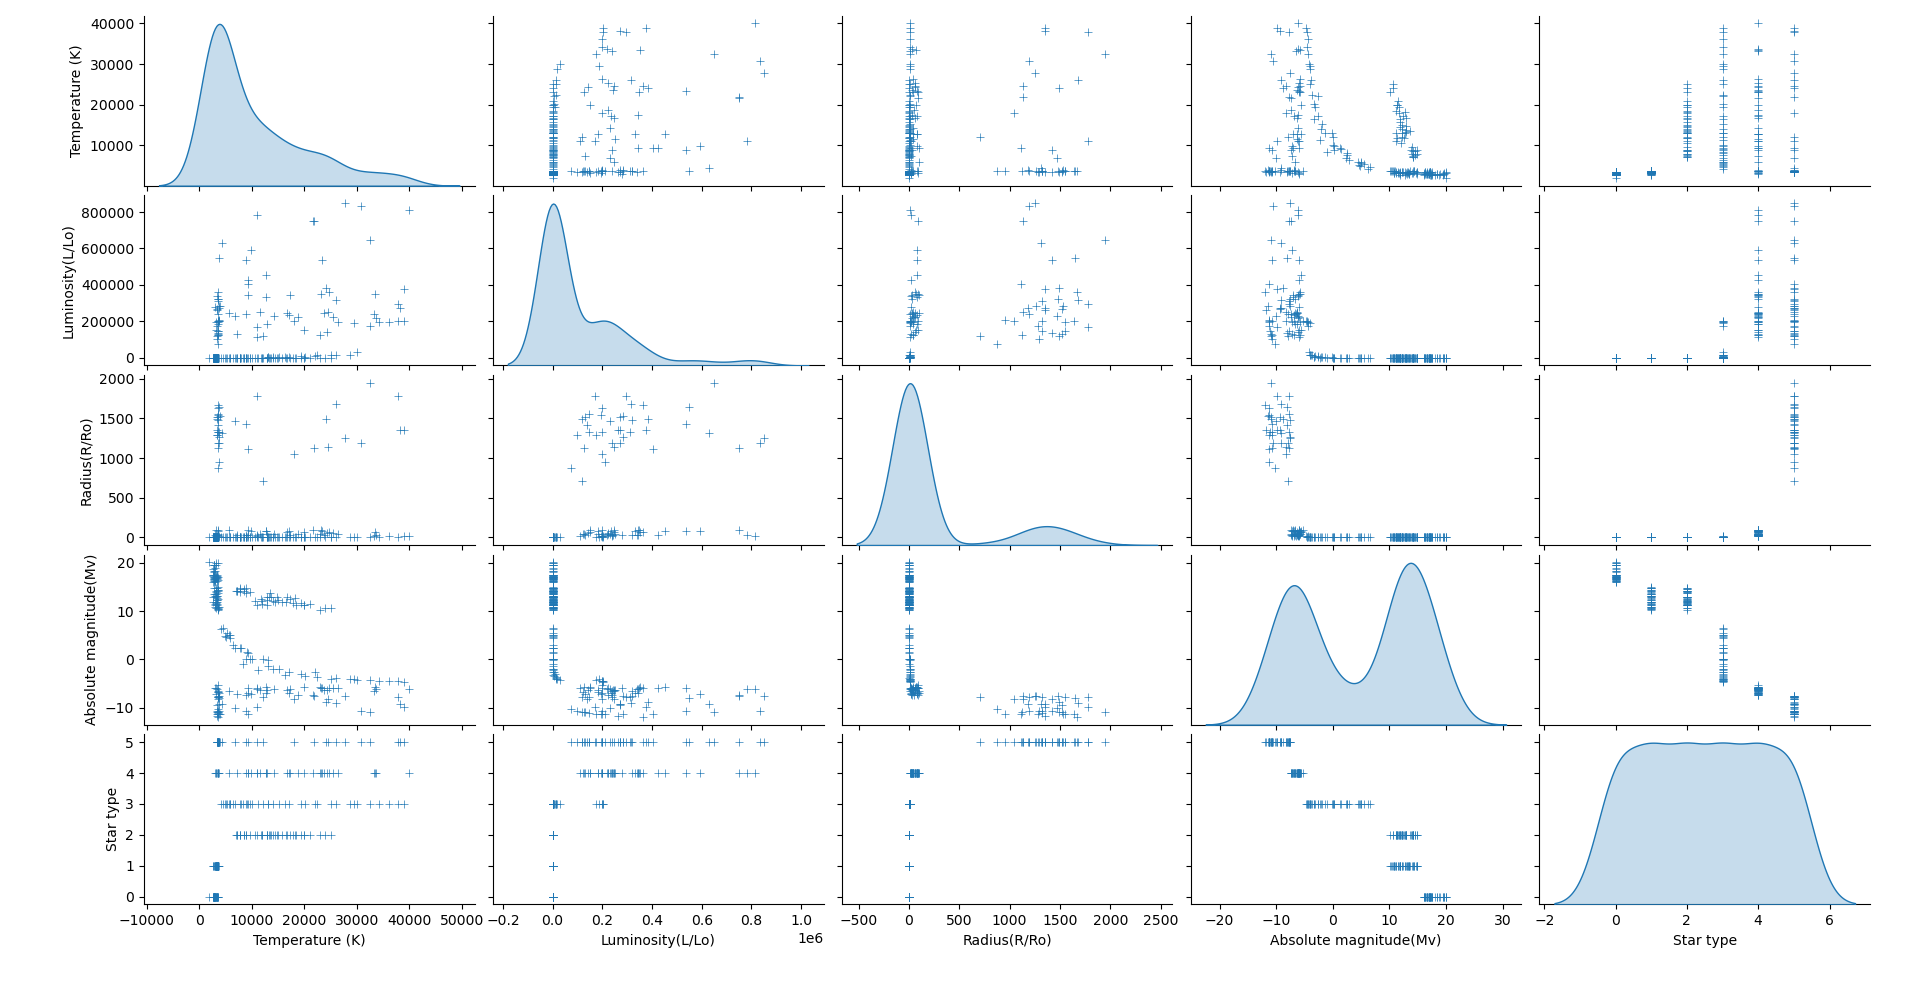 40000
30000
20000
10000
Temperature (K)
800000
600000
400000
200000
0
Luminosity(L/Lo)
2000
1500
1000
500
0
Radius(R/Ro)
20
10
0
−10
Absolute magnitude(Mv)
5
4
3
2
1
0
Star type
−10000 0 10000 20000 30000 40000 50000
Temperature (K)
−0.2 0.0 0.2 0.4 0.6 0.8 1.0
1e6
Luminosity(L/Lo)
−500 0 500 1000 1500 2000 2500
Radius(R/Ro)
−20 −10 0 10 20 30
Absolute magnitude(Mv)
−2 0 2 4 6
Star type